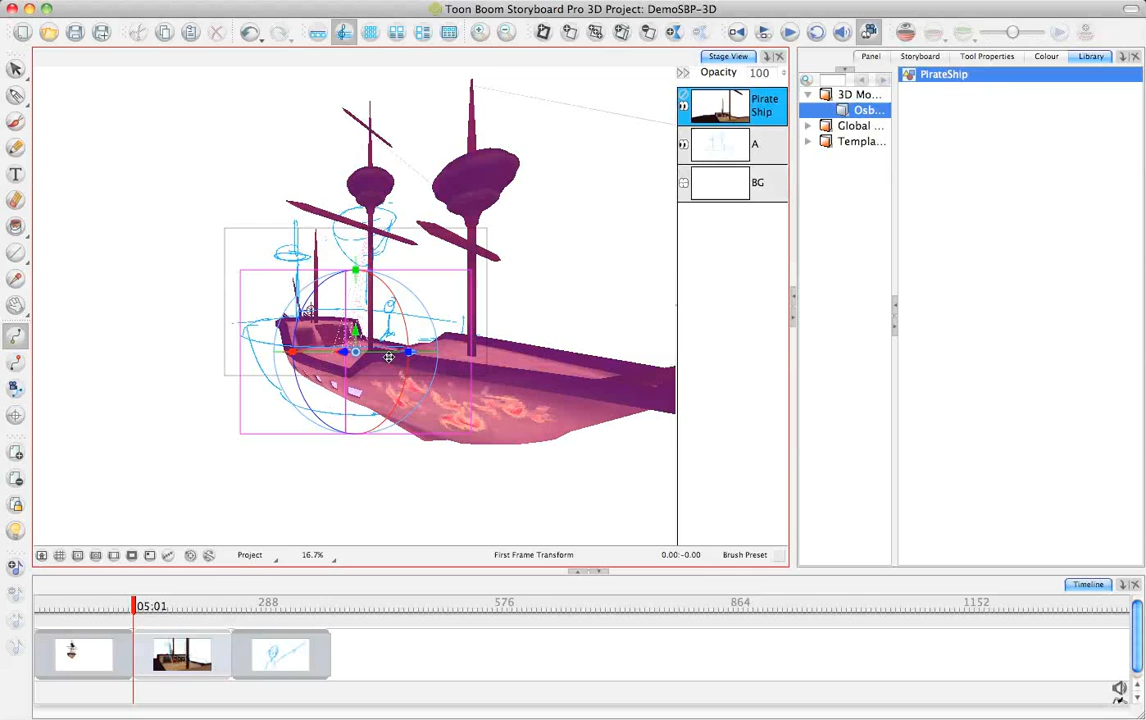 Toon Boom Storyboard Pro 3D Project: DemoSBP-3D
Stage View
Opacity 100
Pirate
Ship
A
BG
Panel
Storyboard
Tool Properties
Colour
Library
3D Mo...
Osb...
Global ...
Templa...
PirateShip
Project
16.7%
First Frame Transform
0.00:-0.00
Brush Preset
Timeline
05:01
288
576
864
1152